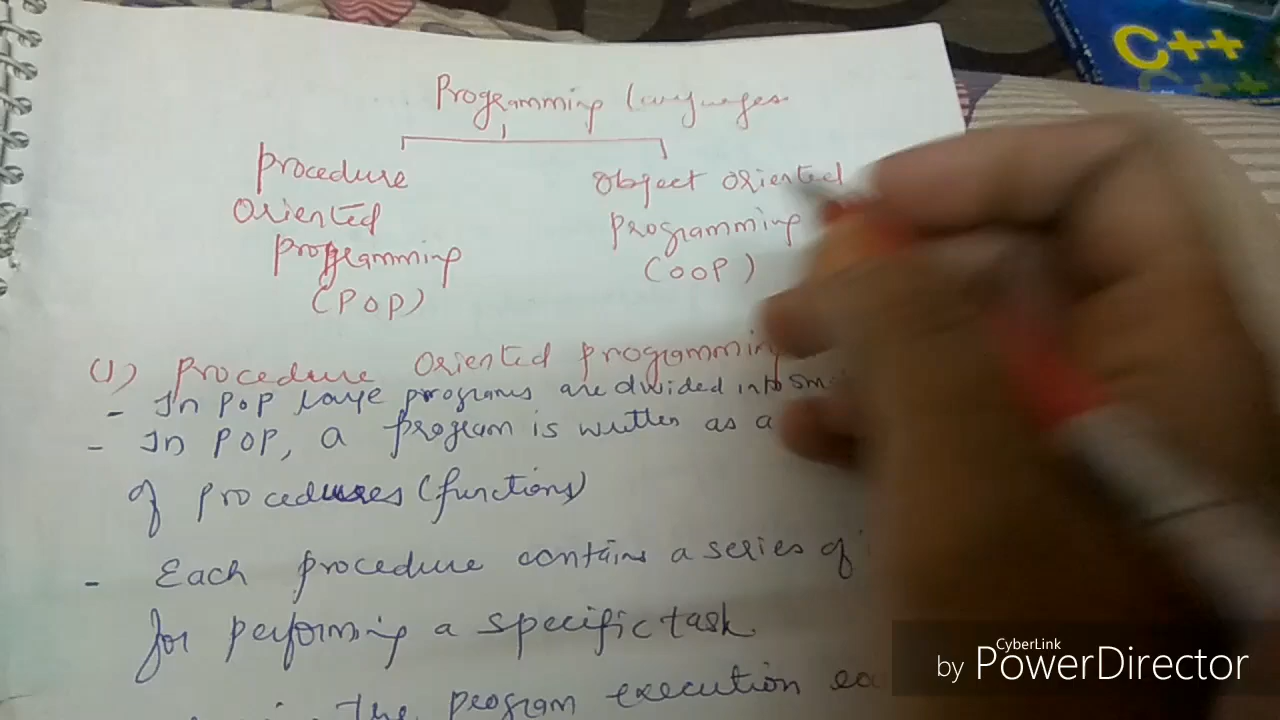 C++
C++
Programming languages
Procedure
Oriented
Programming
(POP)
Object Oriented
Programming
(OOP)
(1) Procedure Oriented Programming
- In POP large programs are divided into sm
- In POP, a program is written as a
of procedures (functions)
- Each procedure contains a series of
for performing a specific task
the program execution ea
CyberLink
by PowerDirector